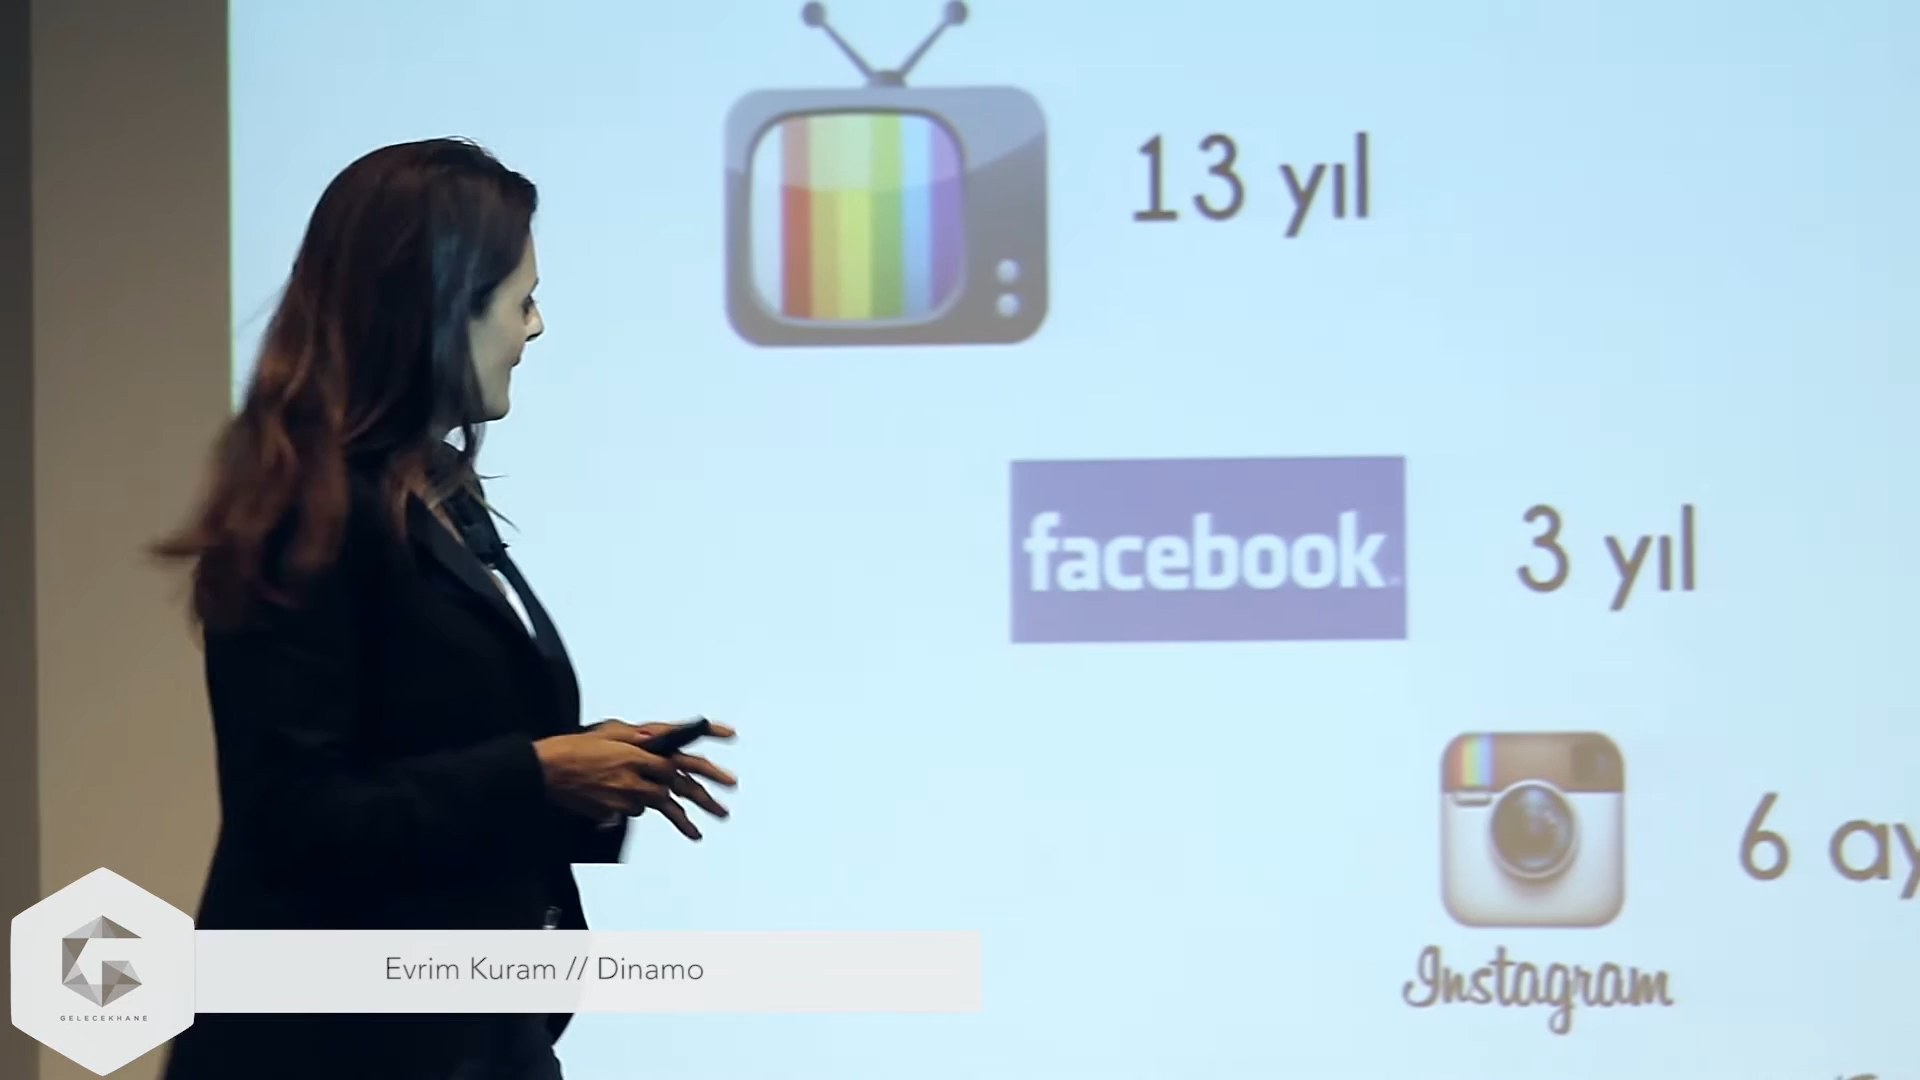 13 yıl
facebook
3 yıl
6 ay
Instagram
Evrim Kuram // Dinamo
GELECEKHANE